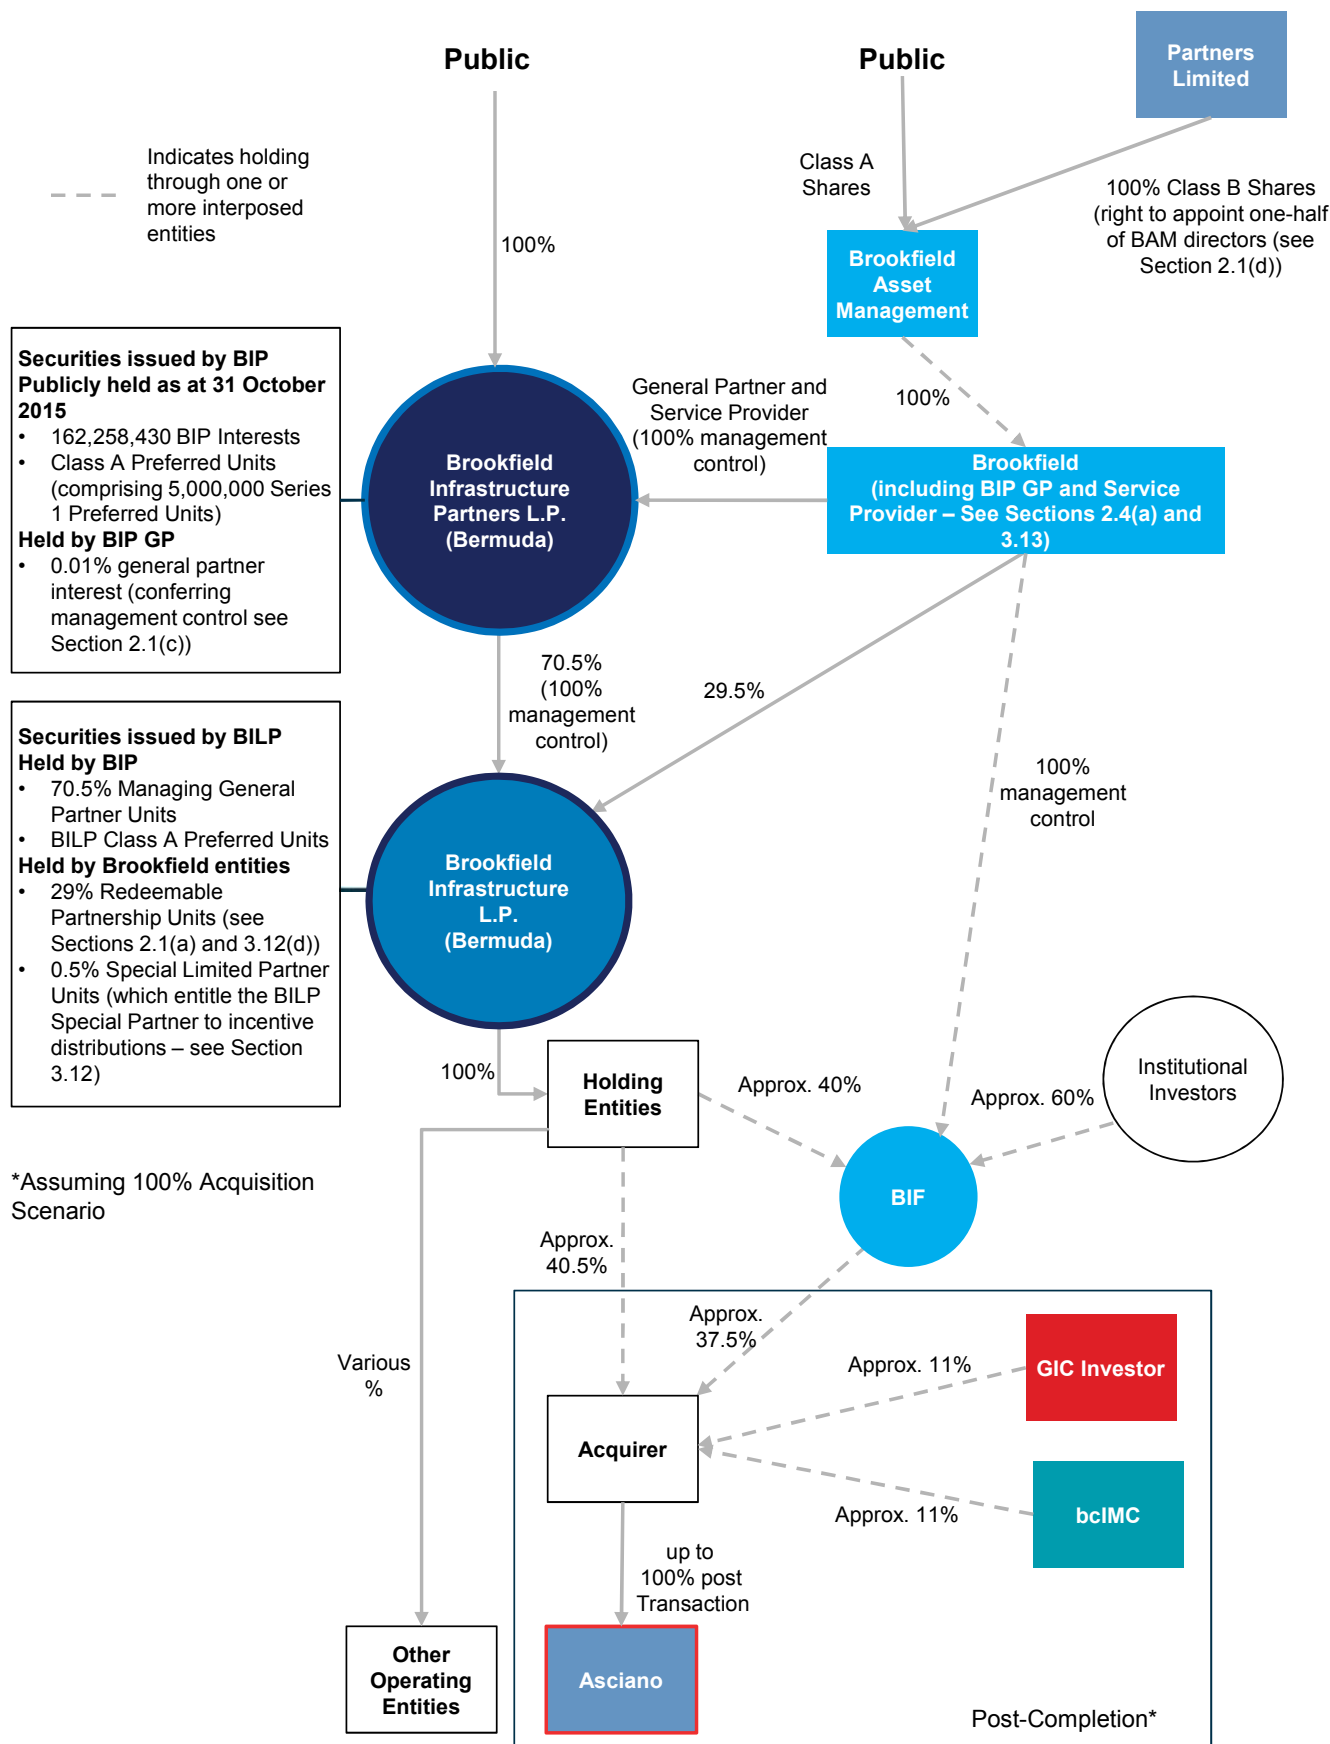 Public
Public
Partners
Limited
Indicates holding
through one or
more interposed
entities
Class A
Shares
100% Class B Shares
(right to appoint one-half
of BAM directors (see
Section 2.1(d))
100%
Brookfield
Asset
Management
Securities issued by BIP
Publicly held as at 31 October
2015
• 162,258,430 BIP Interests
• Class A Preferred Units
(comprising 5,000,000 Series
1 Preferred Units)
Held by BIP GP
• 0.01% general partner
interest (conferring
management control see
Section 2.1(c))
General Partner and
Service Provider
(100% management
control)
100%
Brookfield
Infrastructure
Partners L.P.
(Bermuda)
Brookfield
(including BIP GP and Service
Provider – See Sections 2.4(a) and
3.13)
70.5%
(100%
management
control)
29.5%
100%
management
control
Securities issued by BILP
Held by BIP
• 70.5% Managing General
Partner Units
• BILP Class A Preferred Units
Held by Brookfield entities
• 29% Redeemable
Partnership Units (see
Sections 2.1(a) and 3.12(d))
• 0.5% Special Limited Partner
Units (which entitle the BILP
Special Partner to incentive
distributions – see Section
3.12)
Brookfield
Infrastructure
L.P.
(Bermuda)
100%
Holding
Entities
Approx. 40%
Approx. 60%
Institutional
Investors
*Assuming 100% Acquisition
Scenario
BIF
Approx.
40.5%
Approx.
37.5%
Various
%
Approx. 11%
GIC Investor
Acquirer
Approx. 11%
bcIMC
up to
100% post
Transaction
Other
Operating
Entities
Asciano
Post-Completion*